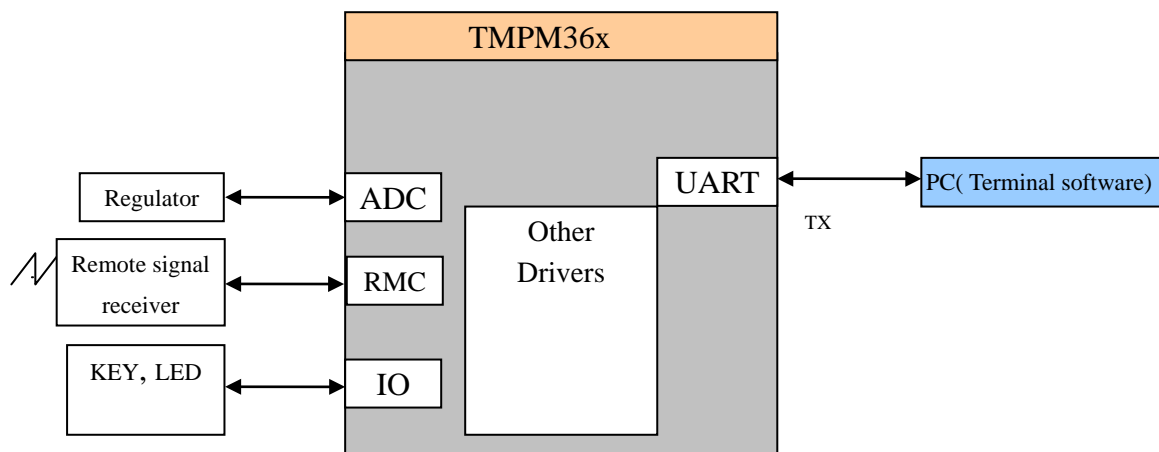 TMPM36x
Regulator
ADC
UART
PC( Terminal software)
TX
Other
Drivers
Remote signal
receiver
RMC
KEY, LED
IO